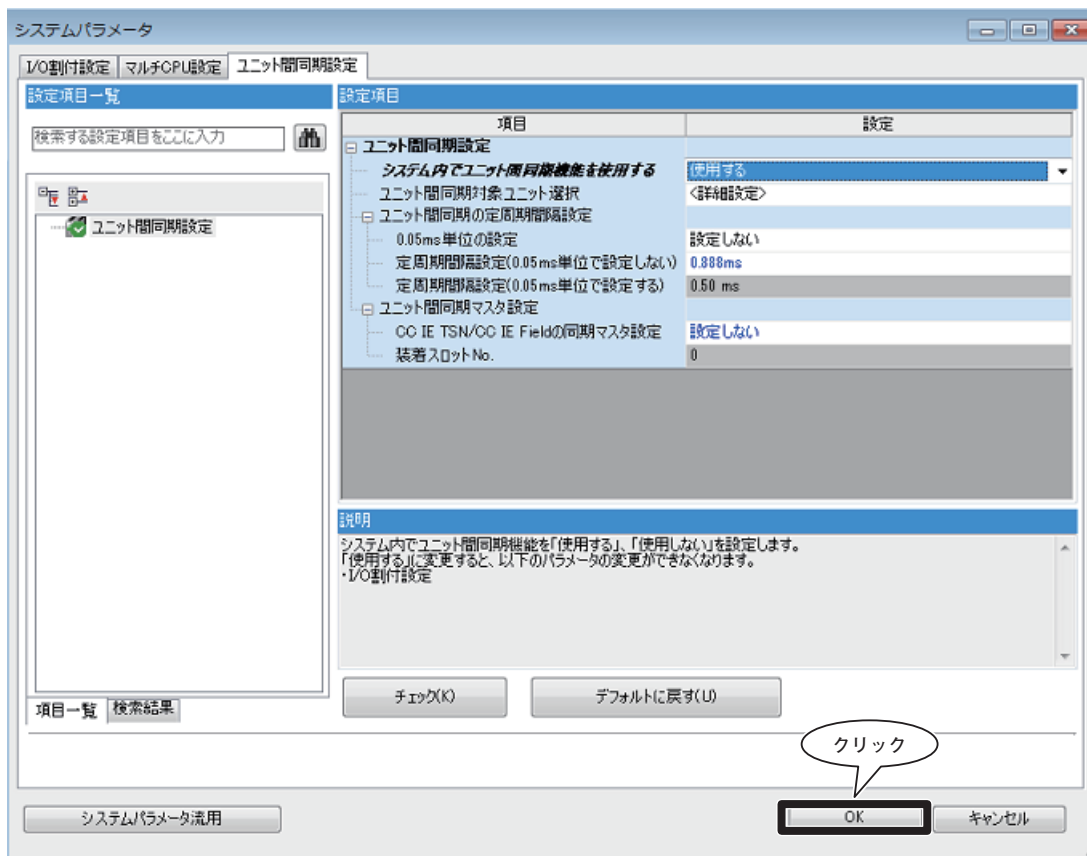 システムパラメータ
I/O割付設定 マルチCPU設定 ユニット間同期設定
設定項目一覧
検索する設定項目をここに入力
ユニット間同期設定
項目一覧 検索結果
設定項目
項目 設定
ユニット間同期設定
システム内でユニット間同期機能を使用する 使用する
ユニット間同期対象ユニット選択 <詳細設定>
ユニット間同期の定周期間隔設定
0.05ms単位の設定 設定しない
定周期間隔設定(0.05ms単位で設定しない) 0.888ms
定周期間隔設定(0.05ms単位で設定する) 0.50 ms
ユニット間同期マスタ設定
CC IE TSN/CC IE Fieldの同期マスタ設定 設定しない
装着スロットNo. 0
説明
システム内でユニット間同期機能を「使用する」、「使用しない」を設定します。
「使用する」に変更すると、以下のパラメータの変更ができなくなります。
・I/O割付設定
チェック(K) デフォルトに戻す(U)
クリック
システムパラメータ流用 OK キャンセル